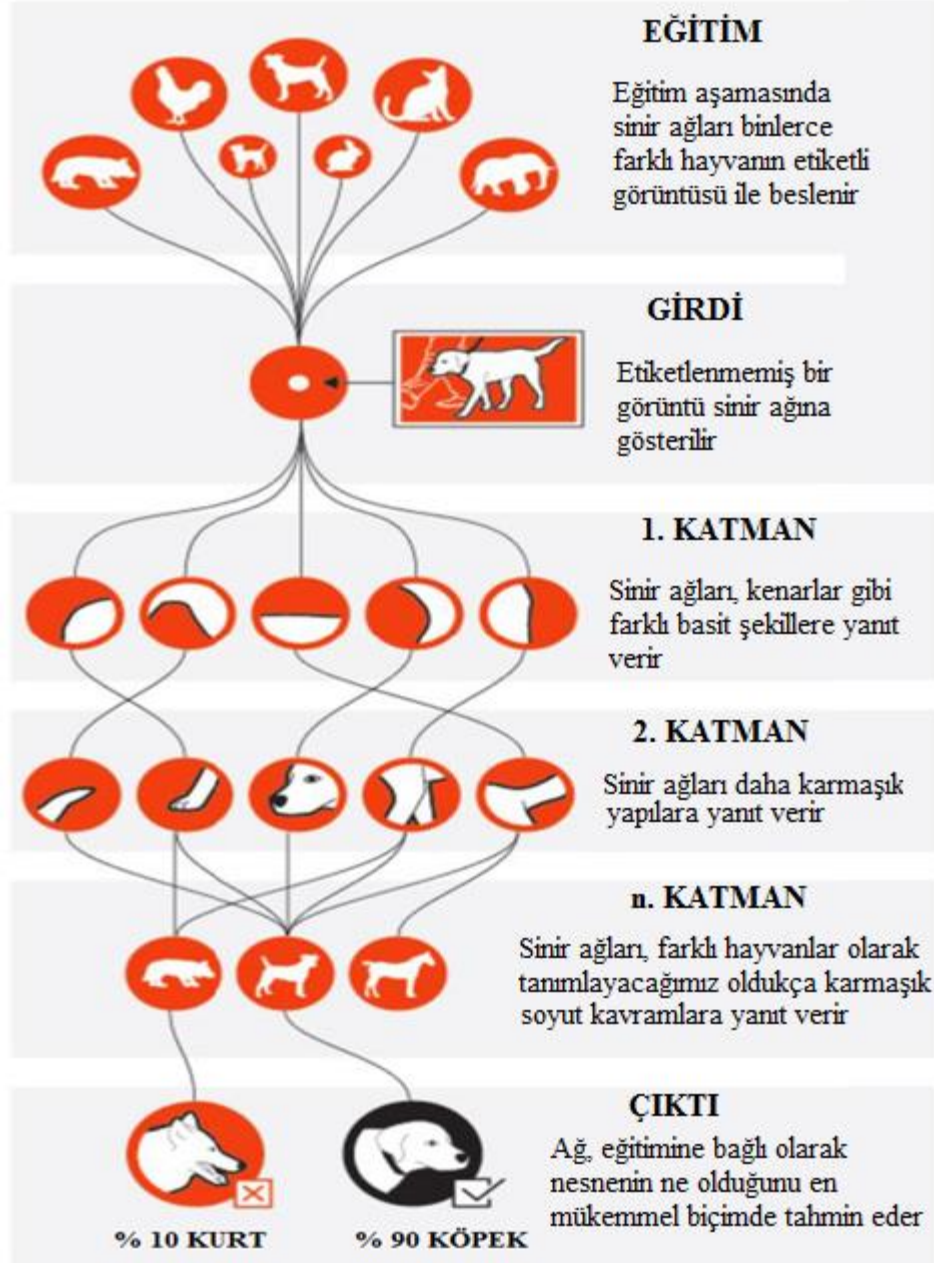 EĞİTİM
Eğitim aşamasında
sinir ağları binlerce
farklı hayvanın etiketli
görüntüsü ile beslenir
GİRDİ
Etiketlenmemiş bir
görüntü sinir ağına
gösterilir
1. KATMAN
Sinir ağları, kenarlar gibi
farklı basit şekillere yanıt
verir
2. KATMAN
Sinir ağları daha karmaşık
yapılara yanıt verir
n. KATMAN
Sinir ağları, farklı hayvanlar olarak
tanımlayacağımız oldukça karmaşık
soyut kavramlara yanıt verir
ÇIKTI
Ağ, eğitimine bağlı olarak
nesnenin ne olduğunu en
mükemmel biçimde tahmin eder
% 10 KURT
% 90 KÖPEK